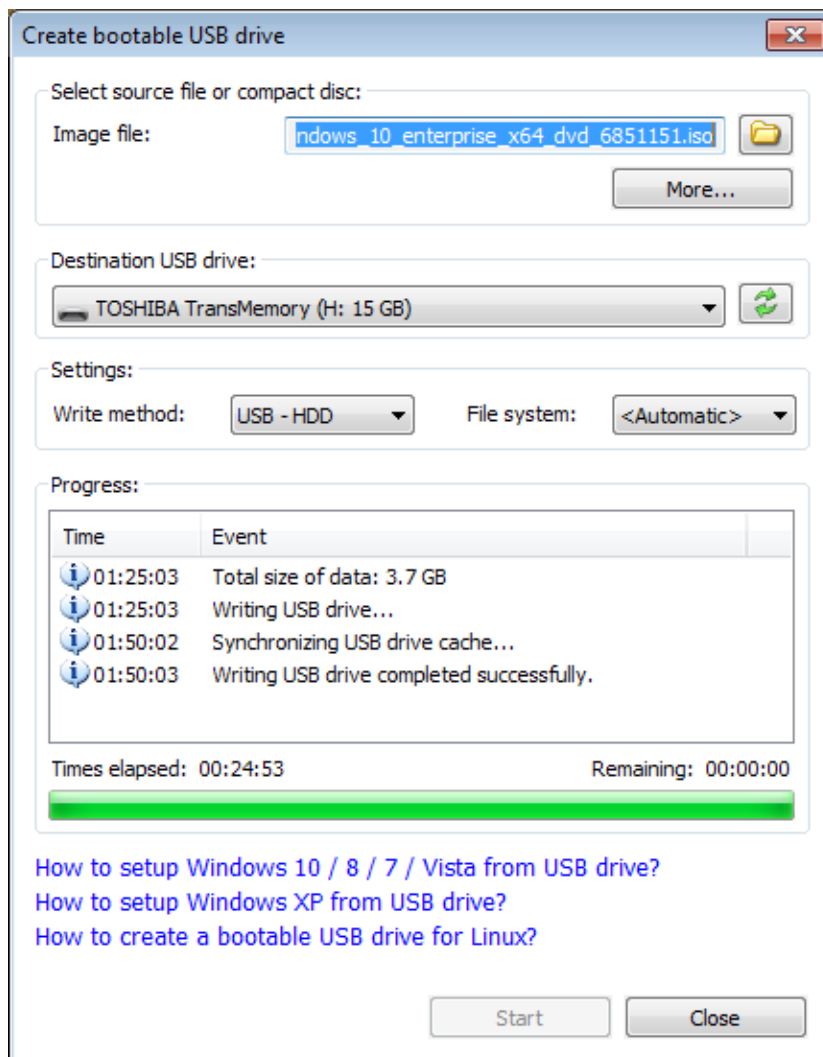 Create bootable USB drive
Select source file or compact disc:
Image file: ndows_10_enterprise_x64_dvd_6851151.iso
More...
Destination USB drive:
TOSHIBA TransMemory (H: 15 GB)
Settings:
Write method: USB - HDD File system: <Automatic>
Progress:
Time Event
01:25:03 Total size of data: 3.7 GB
01:25:03 Writing USB drive...
01:50:02 Synchronizing USB drive cache...
01:50:03 Writing USB drive completed successfully.
Times elapsed: 00:24:53 Remaining: 00:00:00
How to setup Windows 10 / 8 / 7 / Vista from USB drive?
How to setup Windows XP from USB drive?
How to create a bootable USB drive for Linux?
Start Close